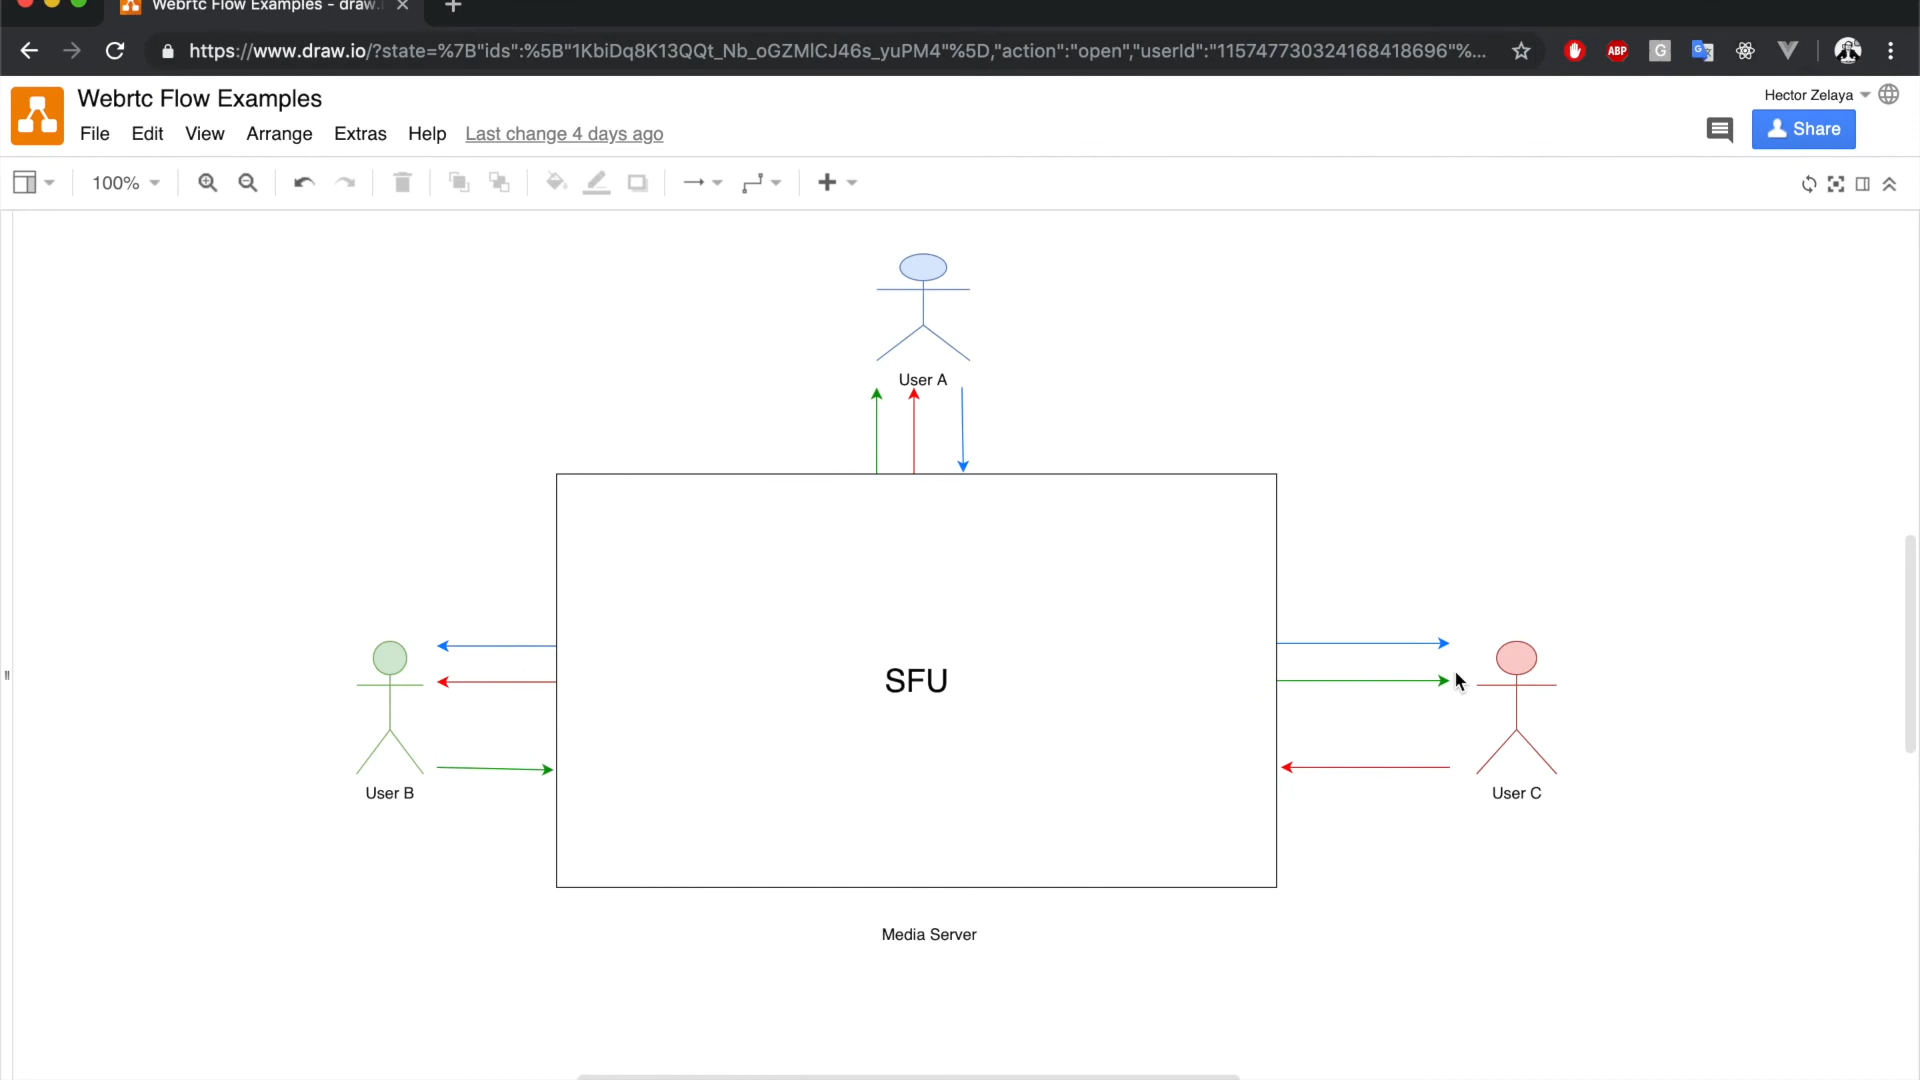 Webrtc Flow Examples - draw.i
https://www.draw.io/?state=%7B"ids":%5B"1KbiDq8K13QQt_Nb_oGZMlCJ46s_yuPM4"%5D,"action":"open","userId":"115747730324168418696"%...
ABP
G
G
Webrtc Flow Examples
Hector Zelaya
File Edit View Arrange Extras Help Last change 4 days ago
Share
100%
User A
SFU
User B
User C
Media Server